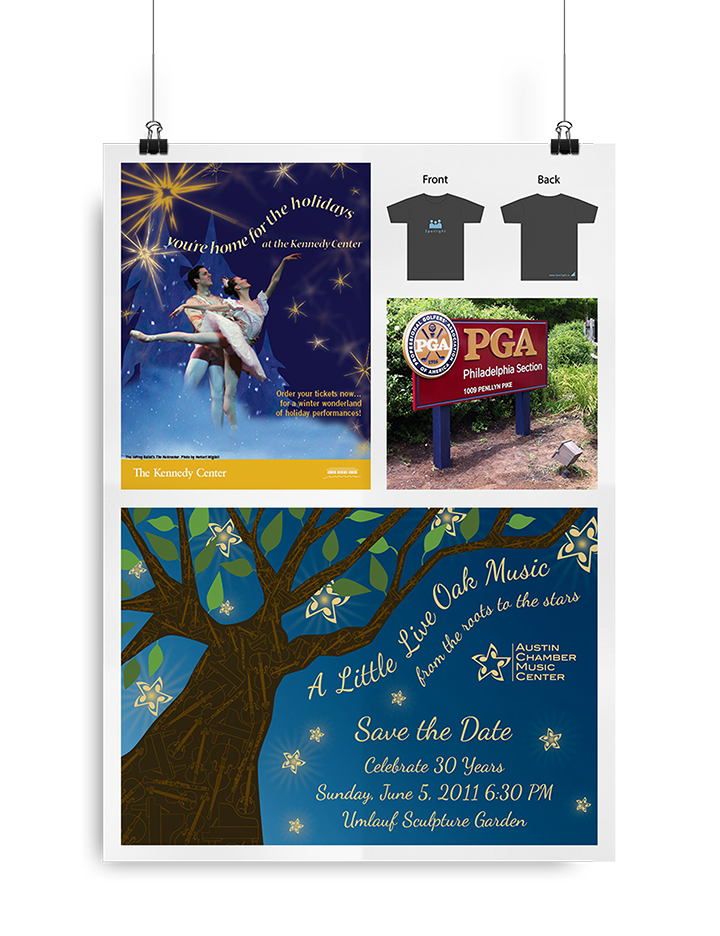 you're home for the holidays
at the Kennedy Center
Order your tickets now...
for a winter wonderland
of holiday performances!
The Joffrey Ballet's The Nutcracker. Photo by Herbert Migdoll
The Kennedy Center
Front
Back
Spotlight
PROFESSIONAL GOLFERS' ASSOCIATION
PGA
1916
OF AMERICA
PGA
Philadelphia Section
1009 PENLLYN PIKE
A Little Live Oak Music
from the roots to the stars
AUSTIN
CHAMBER
MUSIC
CENTER
Save the Date
Celebrate 30 Years
Sunday, June 5, 2011 6:30 PM
Umlauf Sculpture Garden